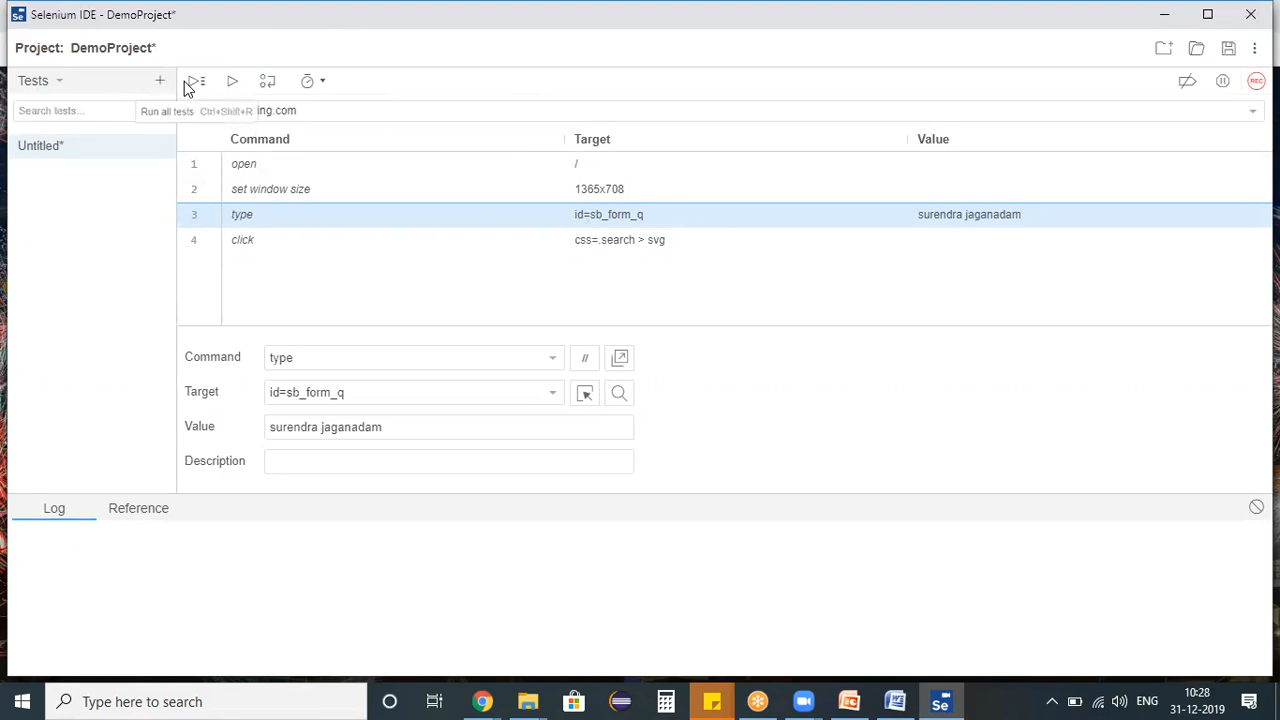 Selenium IDE - DemoProject*
Project: DemoProject*
Tests
REC
Search tests...
Run all tests Ctrl+Shift+R
ing.com
Untitled*
Command Target Value
1 open /
2 set window size 1365x708
3 type id=sb_form_q surendra jaganadam
4 click css=.search > svg
Command type //
Target id=sb_form_q
Value surendra jaganadam
Description
Log Reference
Type here to search
Se
ENG
10:28
31-12-2019